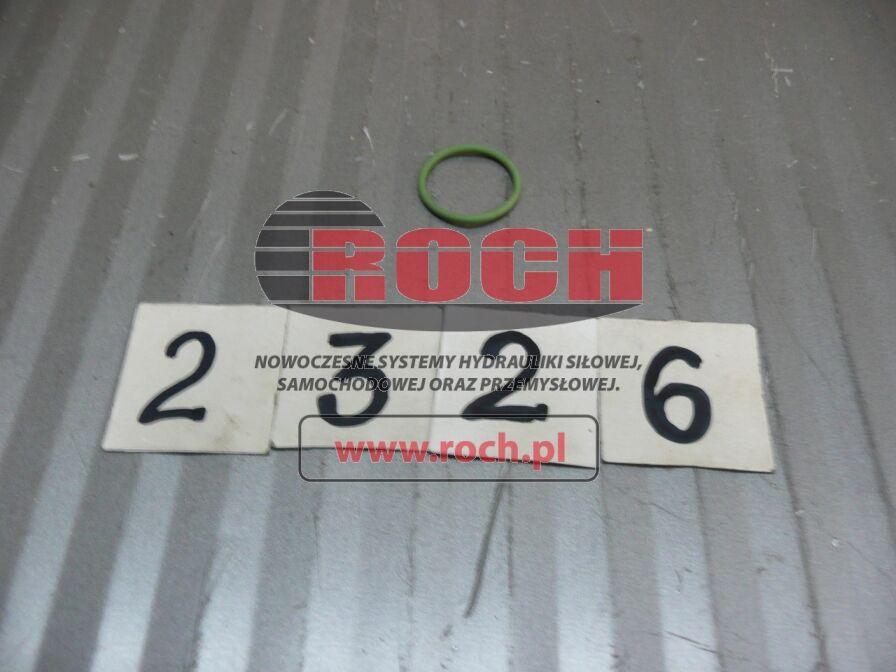 ROCH
2 3 2 6
NOWOCZESNE SYSTEMY HYDRAULIKI SIŁOWEJ,
SAMOCHODOWEJ ORAZ PRZEMYSŁOWEJ.
www.roch.pl